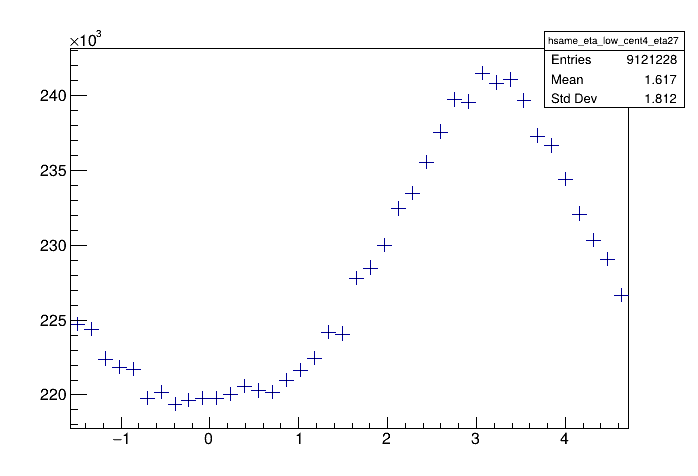 ×10³
hsame_eta_low_cent4_eta27
Entries 9121228
Mean 1.617
Std Dev 1.812
240
235
230
225
220
−1 0 1 2 3 4